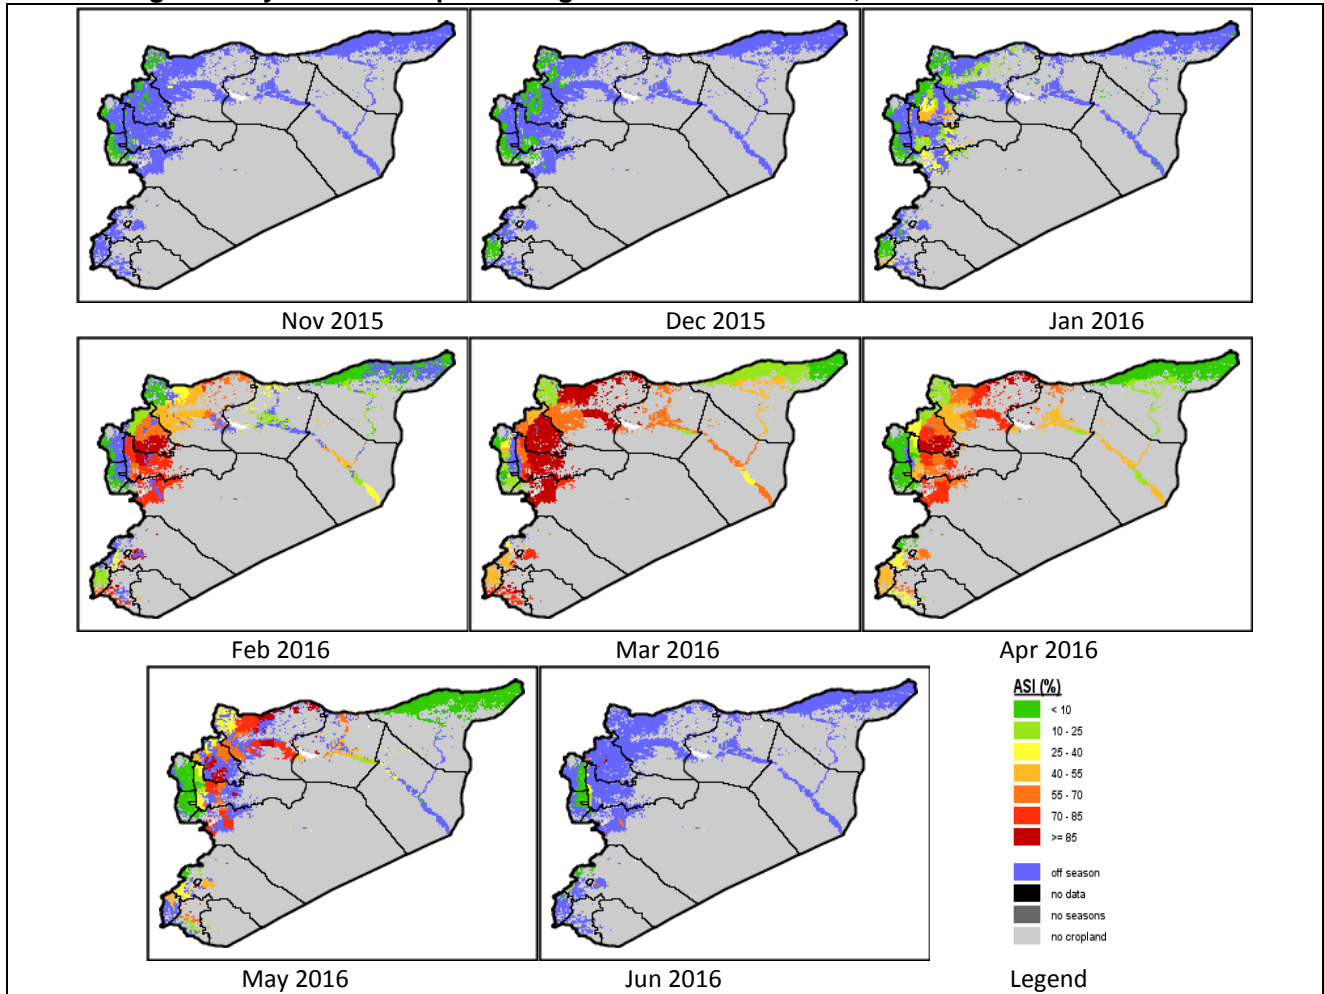 Nov 2015
Dec 2015
Jan 2016
Feb 2016
Mar 2016
Apr 2016
ASI (%)
< 10
10 - 25
25 - 40
40 - 55
55 - 70
70 - 85
>= 85
off season
no data
no seasons
no cropland
May 2016
Jun 2016
Legend